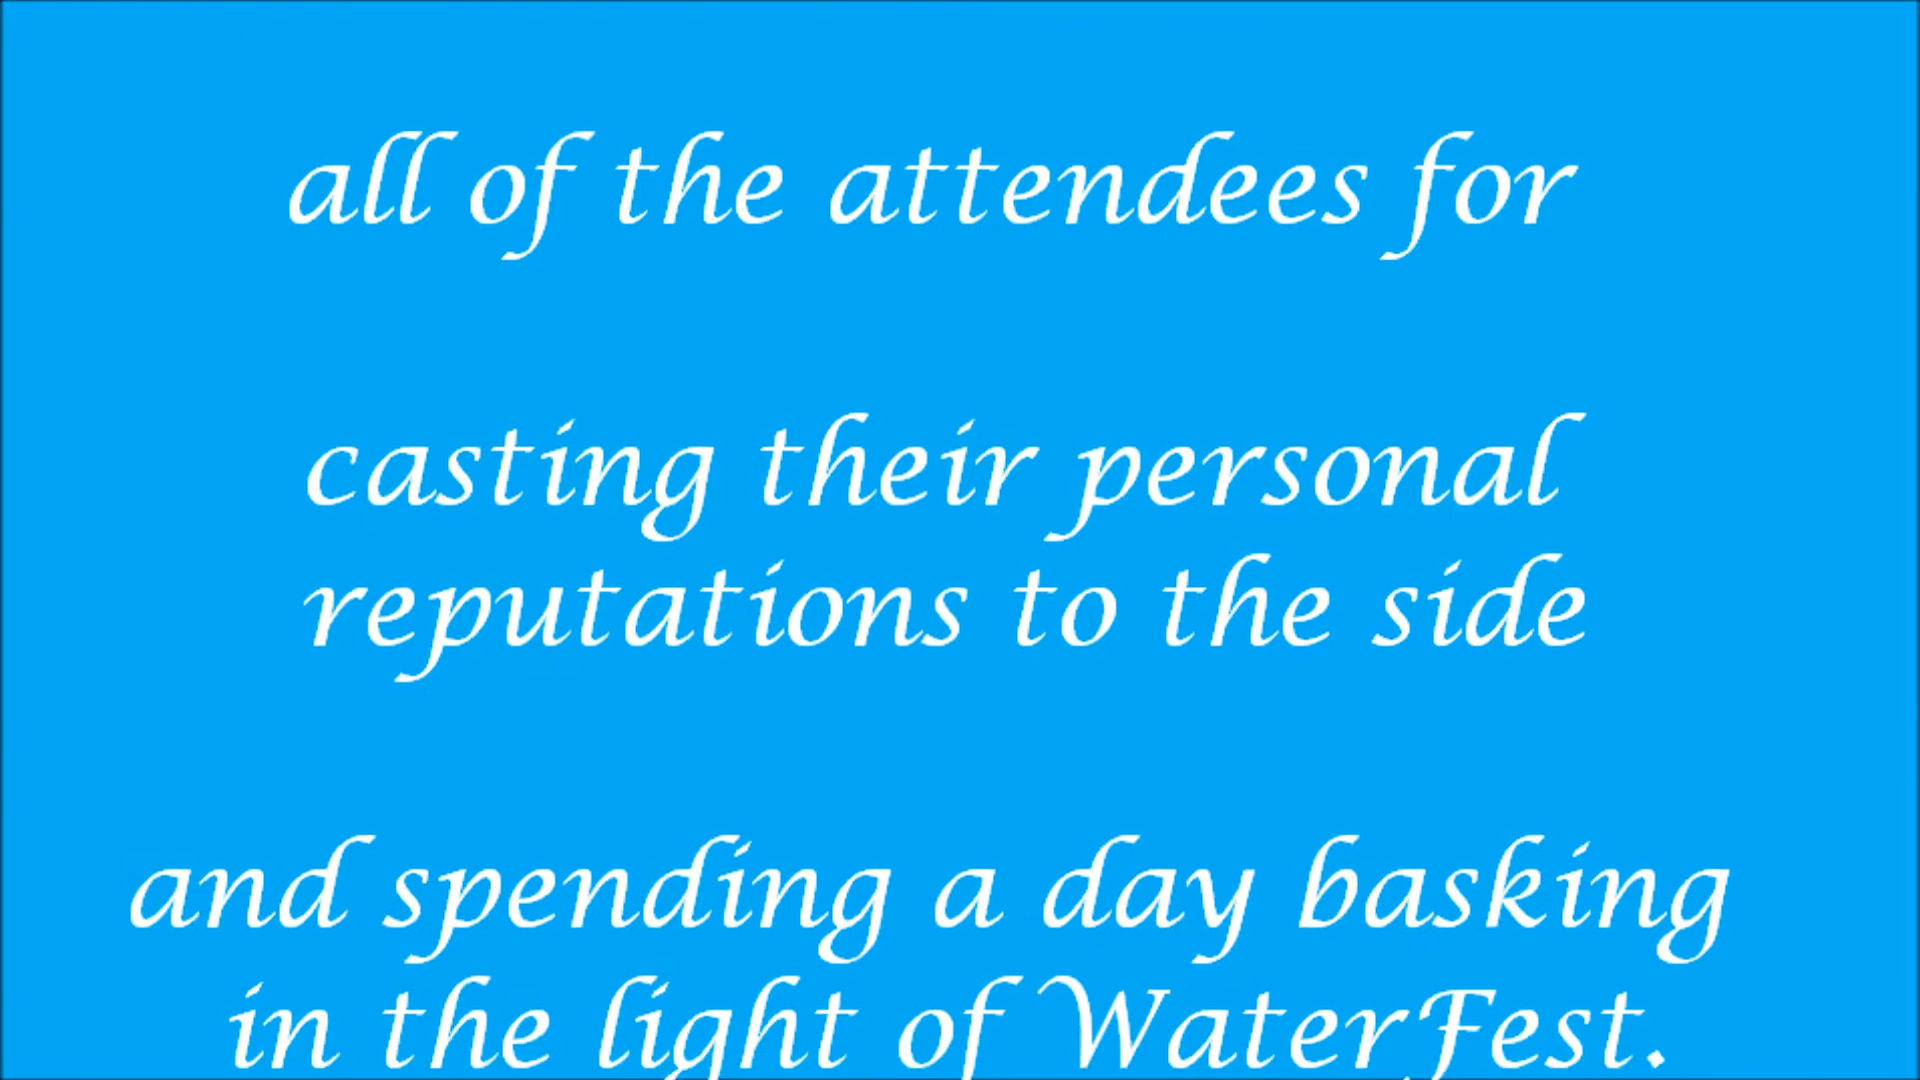 all of the attendees for
casting their personal
reputations to the side
and spending a day basking
in the light of WaterFest.